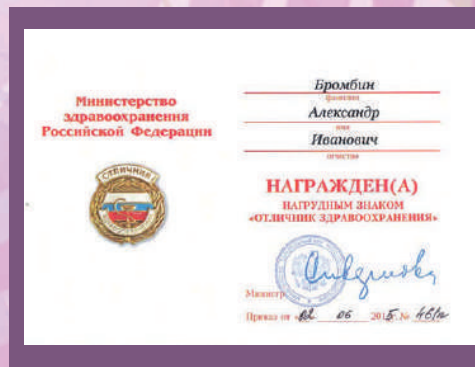 Министерство
здравоохранения
Российской Федерации
ОТЛИЧНИК
Бромбин
фамилия
Александр
имя
Иванович
отчество
НАГРАЖДЕН(А)
НАГРУДНЫМ ЗНАКОМ
«ОТЛИЧНИК ЗДРАВООХРАНЕНИЯ»
Министр
Приказ от «02 06 2015 № 46/п